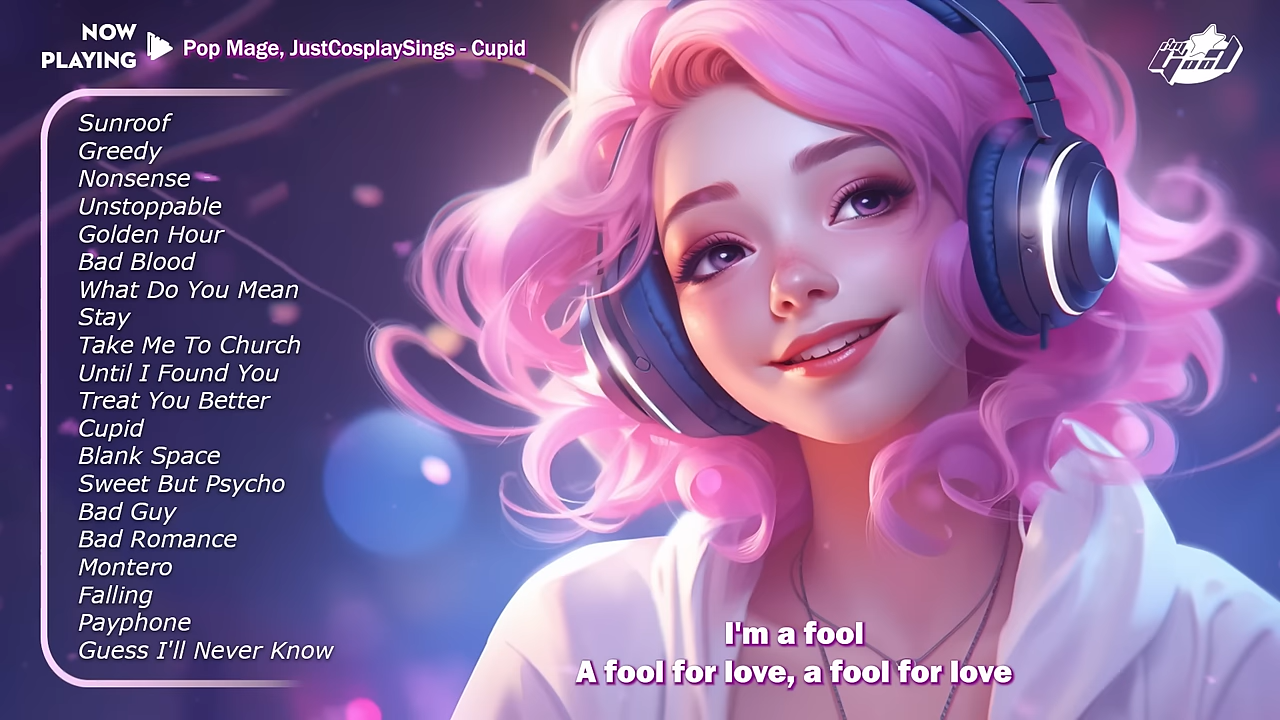 NOW
PLAYING
Pop Mage, JustCosplaySings - Cupid
Sunroof
Greedy
Nonsense
Unstoppable
Golden Hour
Bad Blood
What Do You Mean
Stay
Take Me To Church
Until I Found You
Treat You Better
Cupid
Blank Space
Sweet But Psycho
Bad Guy
Bad Romance
Montero
Falling
Payphone
Guess I'll Never Know
I'm a fool
A fool for love, a fool for love